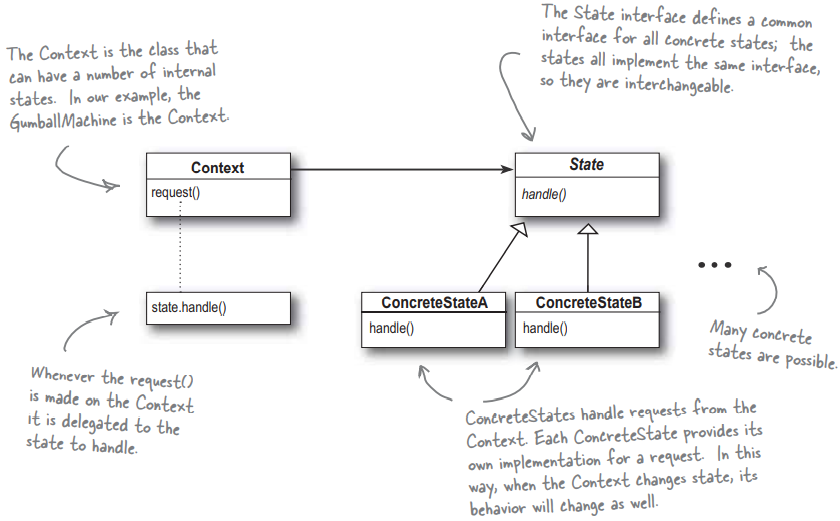 The Context is the class that
can have a number of internal
states. In our example, the
GumballMachine is the Context.
The State interface defines a common
interface for all concrete states; the
states all implement the same interface,
so they are interchangeable.
Context
request()
State
handle()
state.handle()
ConcreteStateA
handle()
ConcreteStateB
handle()
Many concrete
states are possible.
Whenever the request()
is made on the Context
it is delegated to the
state to handle.
ConcreteStates handle requests from the
Context. Each ConcreteState provides its
own implementation for a request. In this
way, when the Context changes state, its
behavior will change as well.